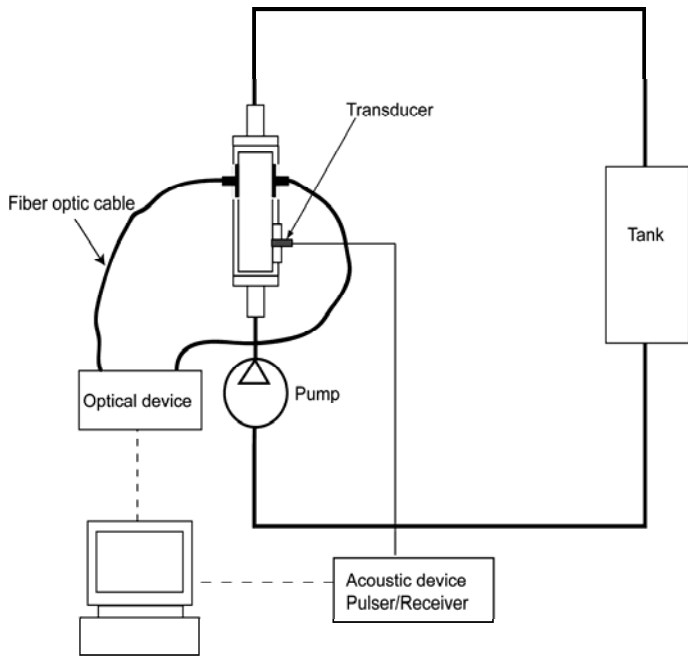 Transducer
Fiber optic cable
Tank
Optical device
Pump
Acoustic device
Pulser/Receiver